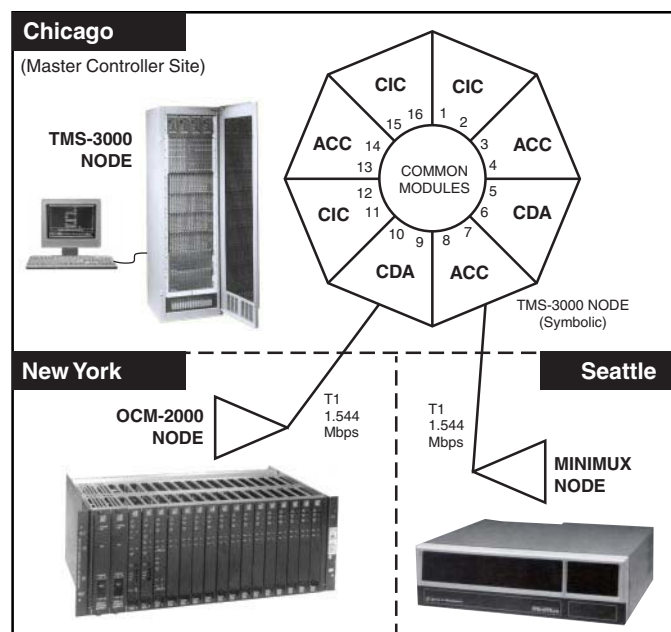 Chicago
(Master Controller Site)
TMS-3000
NODE
CIC
CIC
ACC
ACC
CIC
CDA
CDA
ACC
16
1
15
2
14
3
13
4
12
5
11
6
10
7
9
8
COMMON
MODULES
TMS-3000 NODE
(Symbolic)
New York
OCM-2000
NODE
T1
1.544
Mbps
Seattle
T1
1.544
Mbps
MINIMUX
NODE
MiniMux